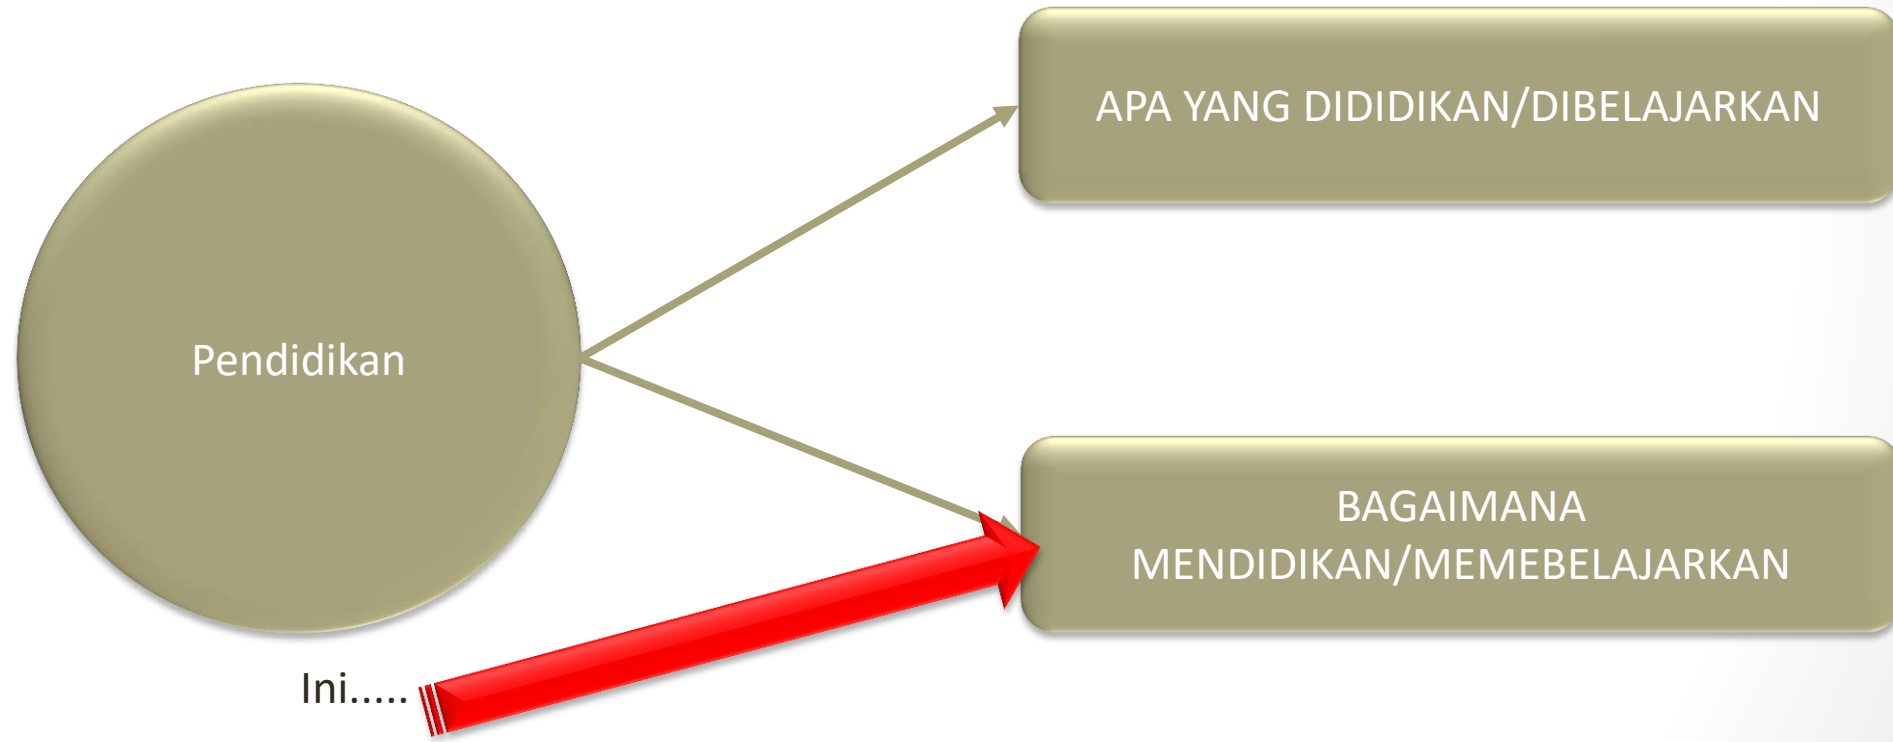 APA YANG DIDIDIKAN/DIBELAJARKAN
Pendidikan
BAGAIMANA
MENDIDIKAN/MEMEBELAJARKAN
Ini.....